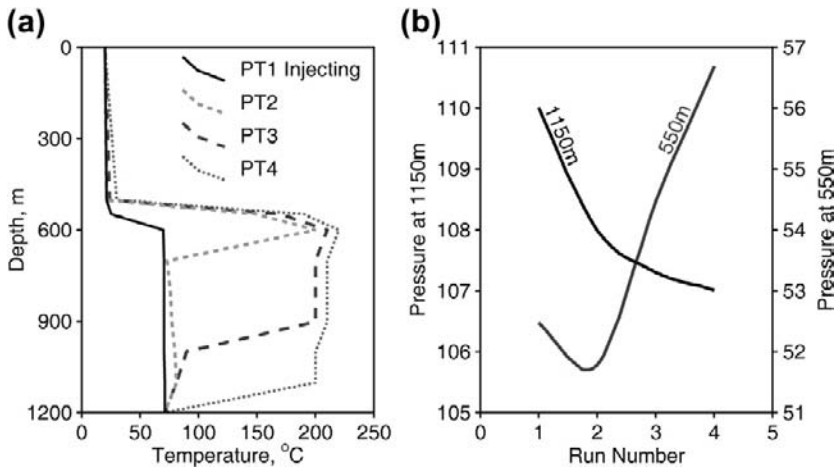 (a)
0
300
600
900
1200
Depth, m
0
50
100
150
200
250
Temperature, °C
PT1 Injecting
PT2
PT3
PT4
(b)
111
110
109
108
107
106
105
Pressure at 1150m
57
56
55
54
53
52
51
Pressure at 550m
0
1
2
3
4
5
Run Number
1150m
550m